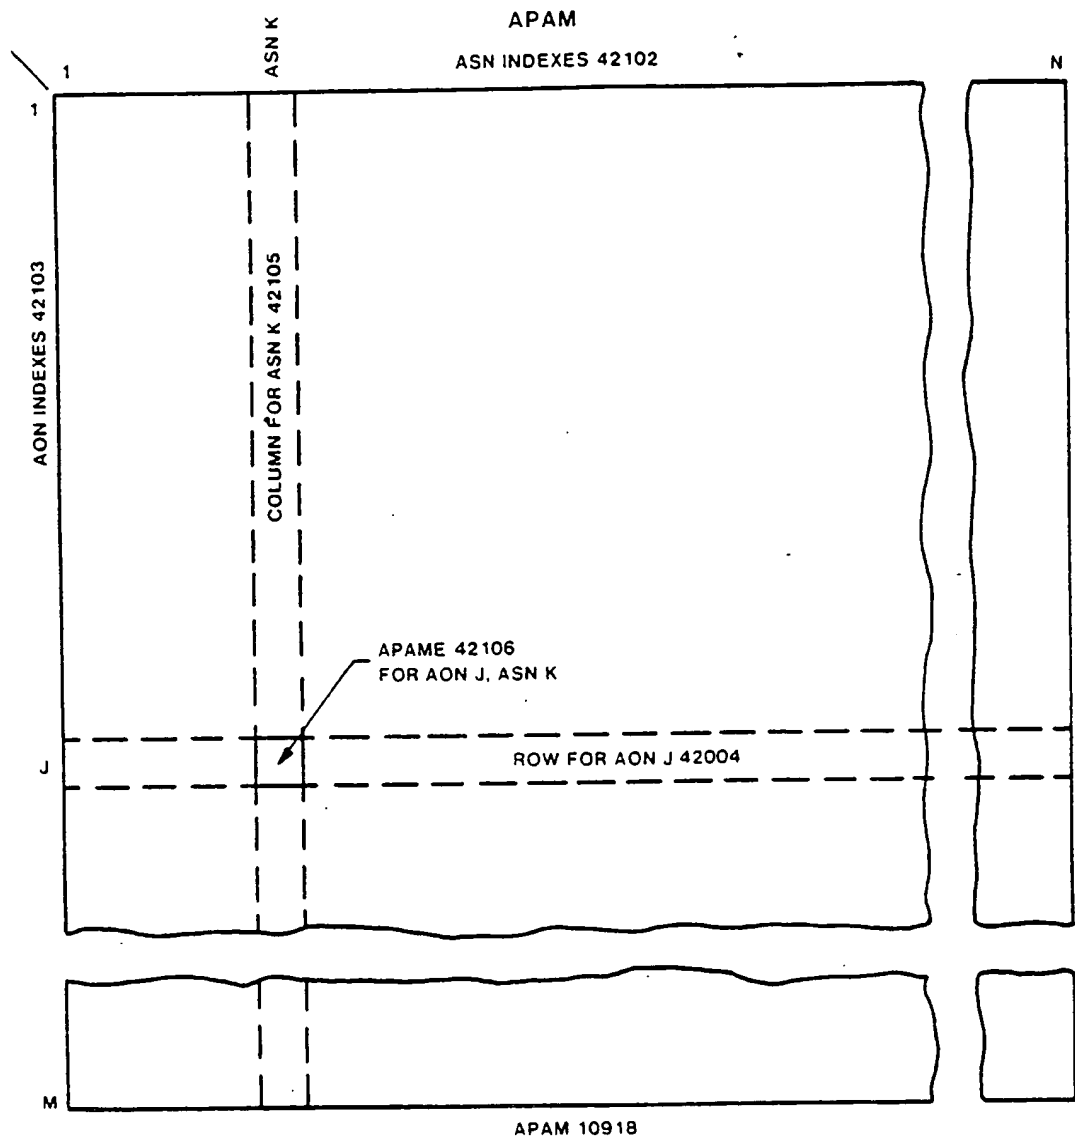 APAM
ASN K
ASN INDEXES 42102
1
N
1
AON INDEXES 42103
COLUMN FOR ASN K 42105
APAME 42106
FOR AON J, ASN K
J
ROW FOR AON J 42004
M
APAM 10918